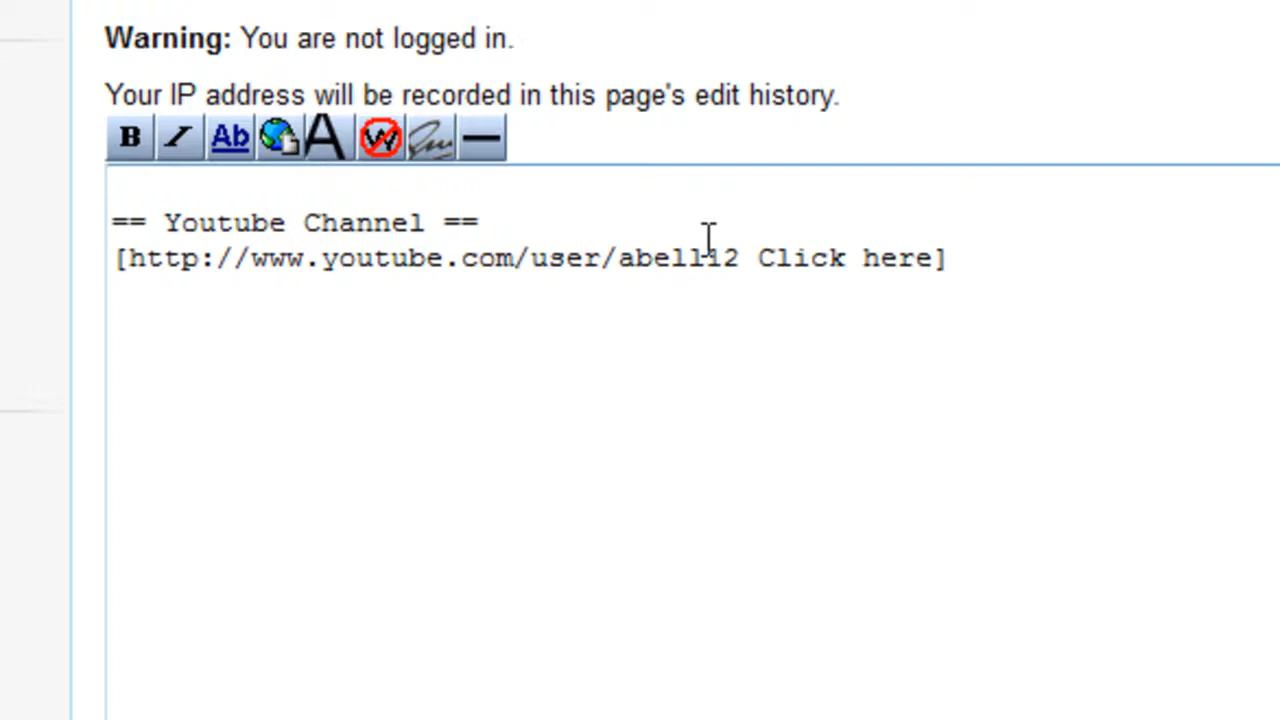 Warning: You are not logged in.
Your IP address will be recorded in this page's edit history.
B I Ab A W
== Youtube Channel ==
[http://www.youtube.com/user/abell12 Click here]